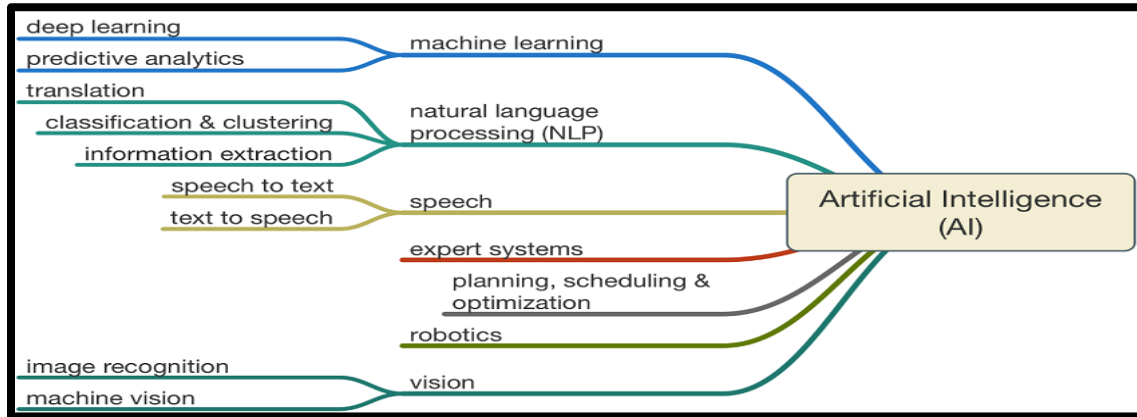 deep learning
predictive analytics
machine learning
translation
classification & clustering
information extraction
natural language
processing (NLP)
speech to text
text to speech
speech
expert systems
planning, scheduling &
optimization
robotics
image recognition
machine vision
vision
Artificial Intelligence
(AI)